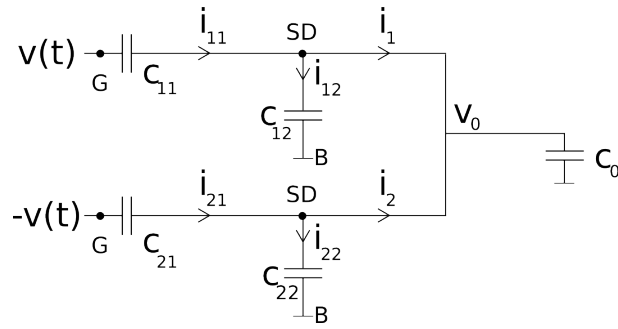 i₁₁ SD i₁
v(t)
G c₁₁ i₁₂
c₁₂ v₀
B c₀
i₂₁ SD i₂
-v(t)
G c₂₁ i₂₂
c₂₂
B